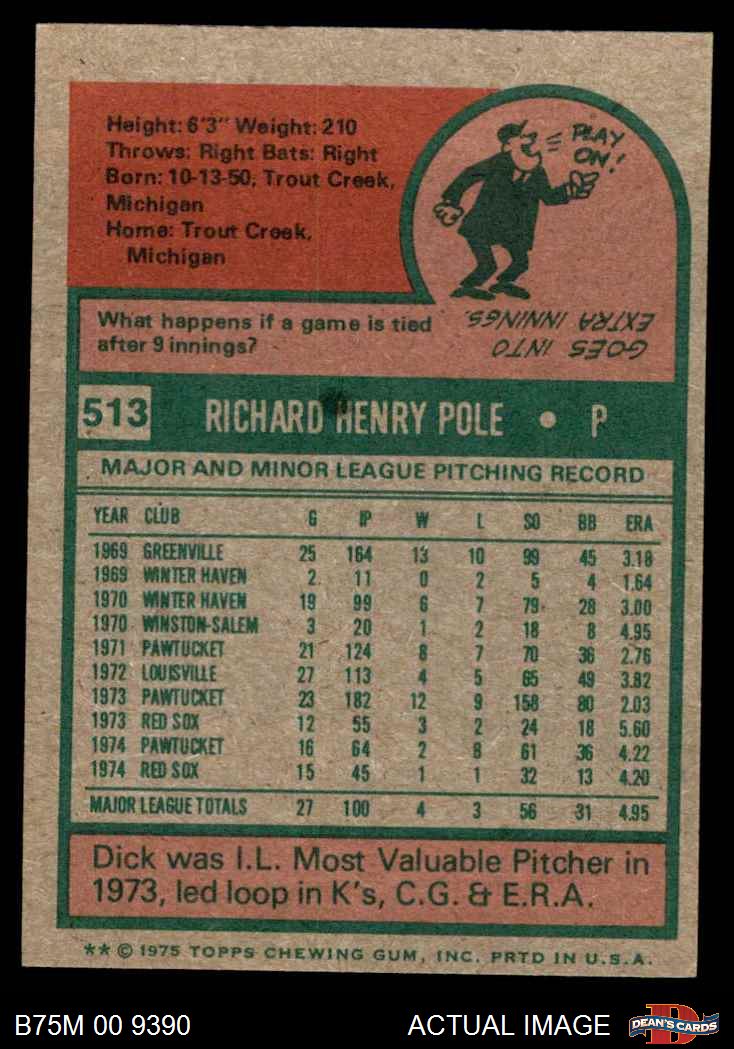 Height: 6'3" Weight: 210
Throws: Right Bats: Right
Born: 10-13-50, Trout Creek,
Michigan
Home: Trout Creek,
Michigan
PLAY
ON!
What happens if a game is tied
after 9 innings?
GOES INTO
EXTRA INNINGS.
513 RICHARD HENRY POLE • P
MAJOR AND MINOR LEAGUE PITCHING RECORD
YEAR CLUB G IP W L SO BB ERA
1969 GREENVILLE 25 164 13 10 99 45 3.18
1969 WINTER HAVEN 2 11 0 2 5 4 1.64
1970 WINTER HAVEN 19 99 6 7 79 28 3.00
1970 WINSTON-SALEM 3 20 1 2 18 8 4.95
1971 PAWTUCKET 21 124 8 7 70 36 2.76
1972 LOUISVILLE 27 113 4 5 65 49 3.82
1973 PAWTUCKET 23 182 12 9 158 80 2.03
1973 RED SOX 12 55 3 2 24 18 5.60
1974 PAWTUCKET 16 64 2 8 61 36 4.22
1974 RED SOX 15 45 1 1 32 13 4.20
MAJOR LEAGUE TOTALS 27 100 4 3 56 31 4.95
Dick was I.L. Most Valuable Pitcher in
1973, led loop in K's, C.G. & E.R.A.
** © 1975 TOPPS CHEWING GUM, INC. PRTD IN U.S.A.
B75M 00 9390 ACTUAL IMAGE DEAN'S CARDS